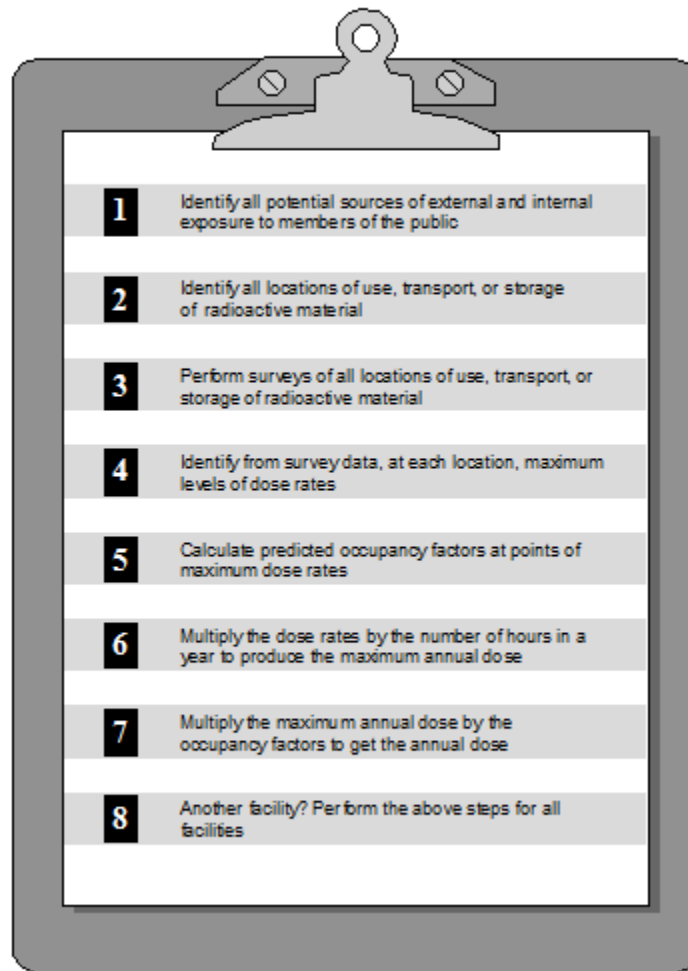 1
Identify all potential sources of external and internal
exposure to members of the public
2
Identify all locations of use, transport, or storage
of radioactive material
3
Perform surveys of all locations of use, transport, or
storage of radioactive material
4
Identify from survey data, at each location, maximum
levels of dose rates
5
Calculate predicted occupancy factors at points of
maximum dose rates
6
Multiply the dose rates by the number of hours in a
year to produce the maximum annual dose
7
Multiply the maximum annual dose by the
occupancy factors to get the annual dose
8
Another facility? Perform the above steps for all
facilities